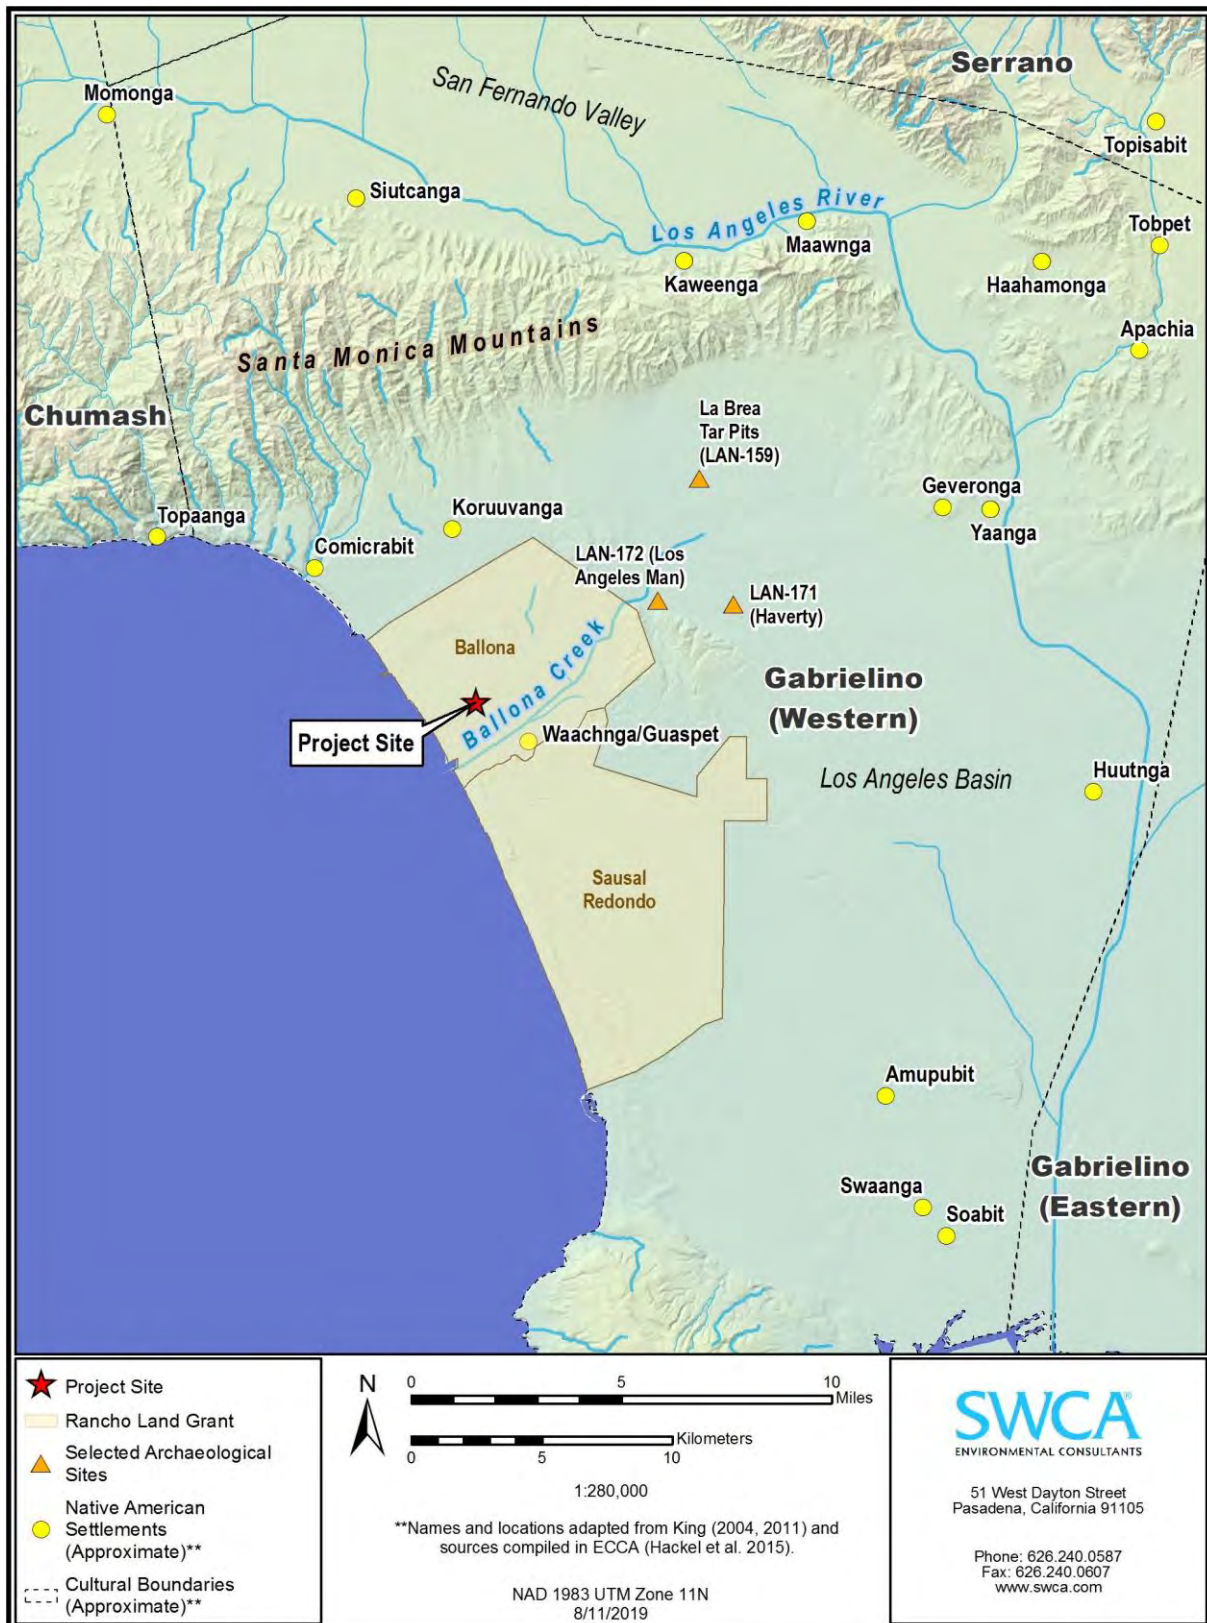 Serrano
San Fernando Valley
Momonga
Topisabit
Siutcanga
Los Angeles River
Maawnga
Tobpet
Kaweenga
Haahamonga
Apachia
Santa Monica Mountains
Chumash
La Brea
Tar Pits
(LAN-159)
Geveronga
Yaanga
Koruuvanga
Topaanga
Comicrabit
LAN-172 (Los
Angeles Man)
LAN-171
(Haverty)
Ballona
Ballona Creek
Gabrielino
(Western)
Project Site
Waachnga/Guaspet
Los Angeles Basin
Huutnga
Sausal
Redondo
Amupubit
Gabrielino
(Eastern)
Swaanga
Soabit
Project Site
Rancho Land Grant
Selected Archaeological
Sites
Native American
Settlements
(Approximate)**
Cultural Boundaries
(Approximate)**
N
0 5 10
Miles
Kilometers
0 5 10
1:280,000
**Names and locations adapted from King (2004, 2011) and
sources compiled in ECCA (Hackel et al. 2015).
NAD 1983 UTM Zone 11N
8/11/2019
SWCA®
ENVIRONMENTAL CONSULTANTS
51 West Dayton Street
Pasadena, California 91105
Phone: 626.240.0587
Fax: 626.240.0607
www.swca.com